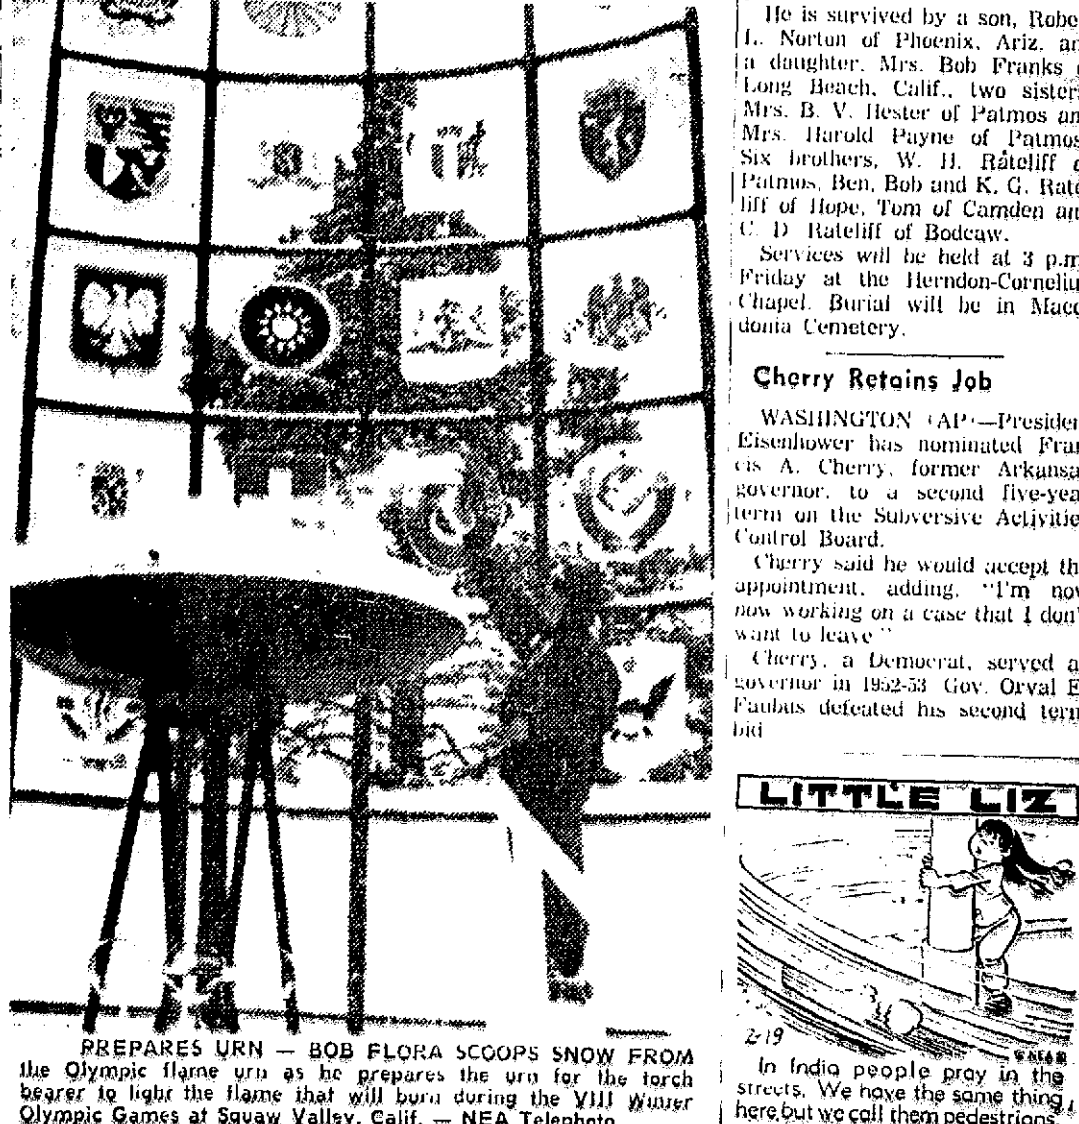 PREPARES URN — BOB FLORA SCOOPS SNOW FROM
the Olympic flame urn as he prepares the urn for the torch
bearer to light the flame that will burn during the VIII Winter
Olympic Games at Squaw Valley, Calif. — NEA Telephoto
He is survived by a son, Robe
L. Norton of Phoenix, Ariz. an
a daughter, Mrs. Bob Franks
Long Beach, Calif., two sister
Mrs. B. V. Hester of Patmos an
Mrs. Harold Payne of Patmos
Six brothers, W. H. Rateliff
Patmos, Ben, Bob and K. G. Rate
liff of Hope, Tom of Camden an
C. D Rateliff of Bodcaw.
Services will be held at 3 p.m
Friday at the Herndon-Corneliu
Chapel. Burial will be in Mace
donia Cemetery.
Cherry Retains Job
WASHINGTON (AP)—Presiden
Eisenhower has nominated Fran
cis A. Cherry, former Arkansa
governor, to a second five-yea
term on the Subversive Activitie
Control Board.
Cherry said he would accept th
appointment, adding, "I'm now
now working on a case that I don'
want to leave"
Cherry, a Democrat, served a
governor in 1952-53 Gov. Orval E
Faubus defeated his second term
bid
LITTLE LIZ
2-19
In India people pray in the
streets. We have the same thing
here, but we call them pedestrians.